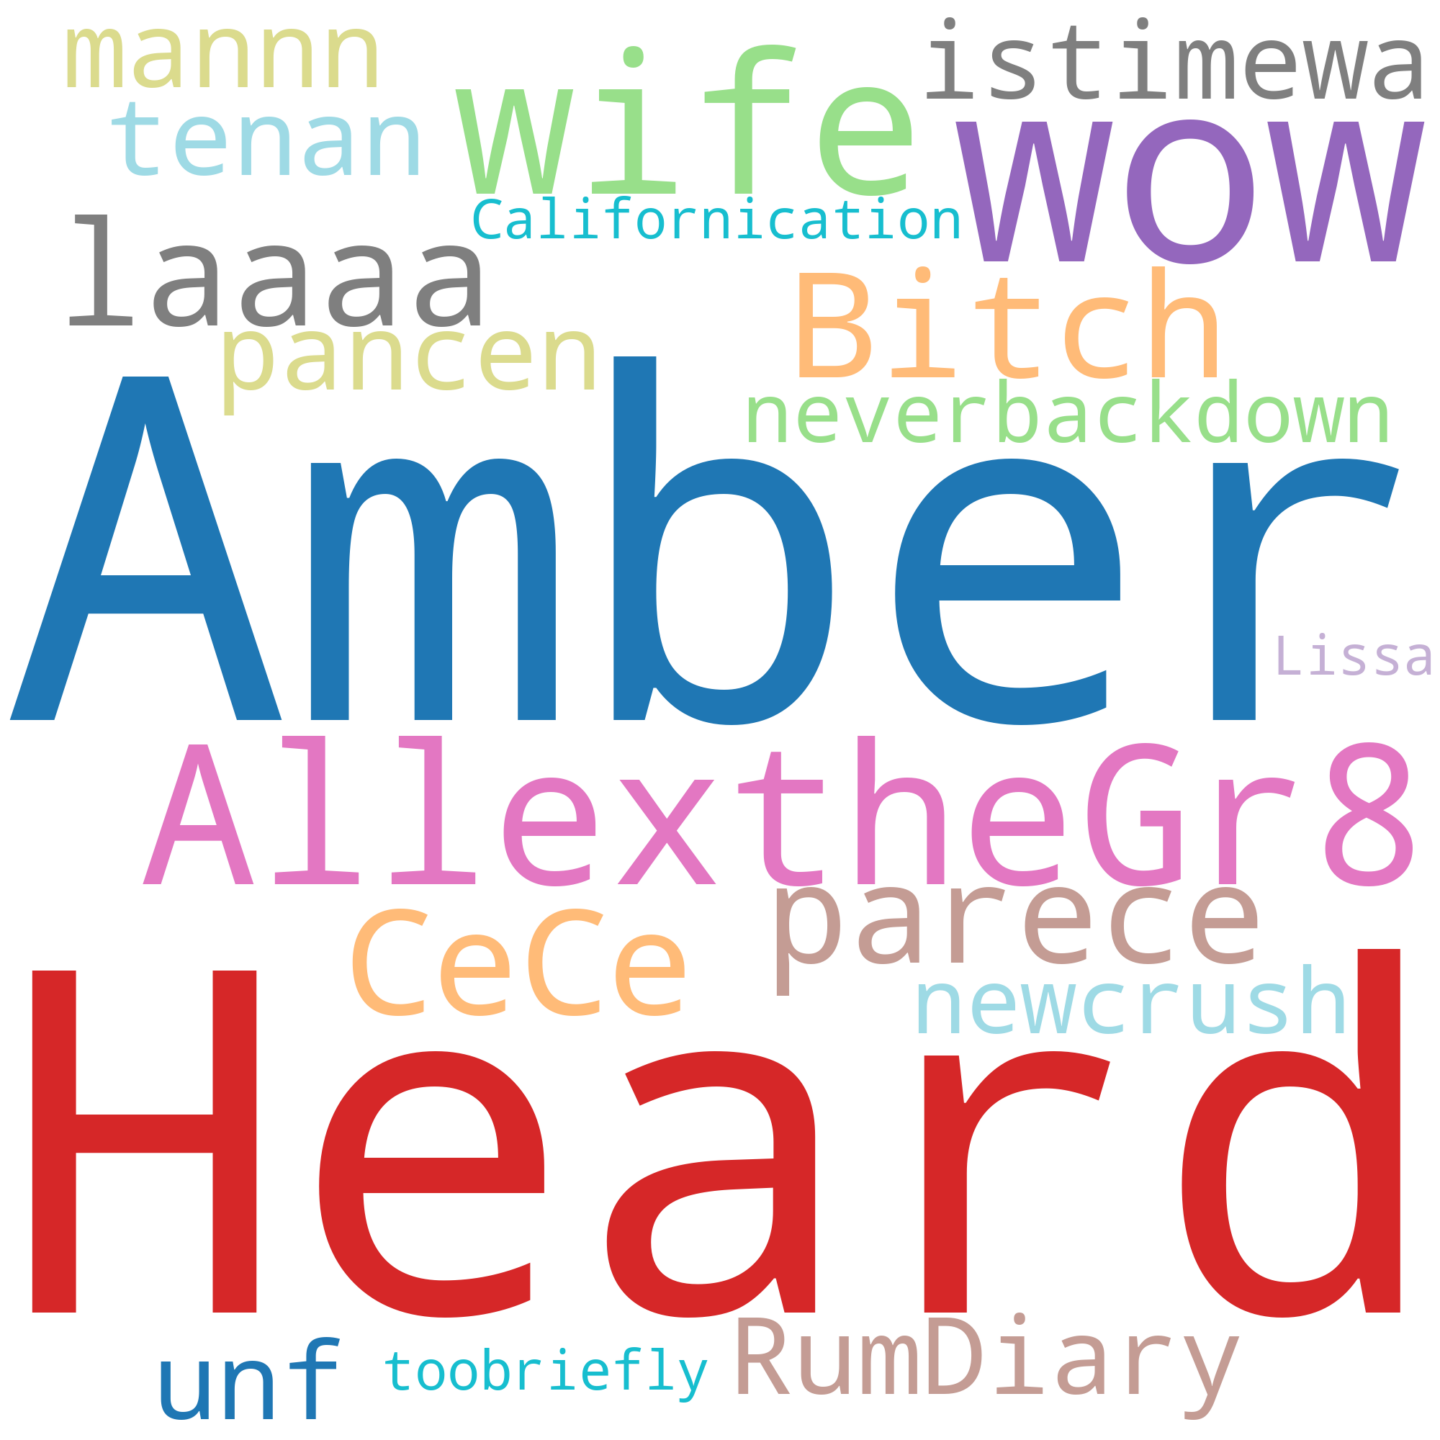 mannn
wife
istimewa
tenan
wow
Californication
laaaa
Bitch
pancen
neverbackdown
Amber
Lissa
AllextheGr8
parece
CeCe
newcrush
Heard
RumDiary
unf
toobriefly